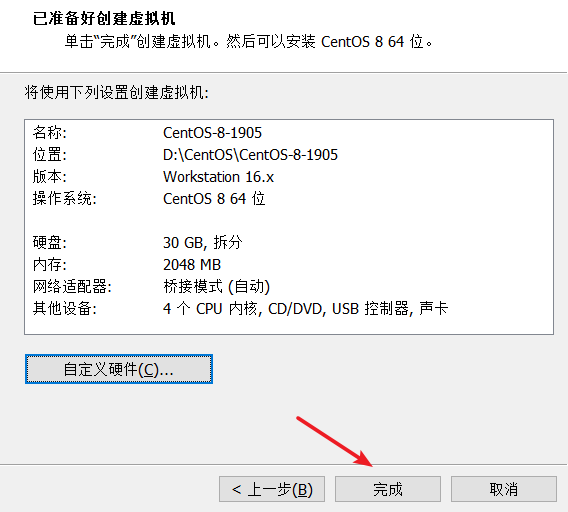 已准备好创建虚拟机
单击“完成”创建虚拟机。然后可以安装 CentOS 8 64 位。
将使用下列设置创建虚拟机:
名称: CentOS-8-1905
位置: D:\CentOS\CentOS-8-1905
版本: Workstation 16.x
操作系统: CentOS 8 64 位
硬盘: 30 GB, 拆分
内存: 2048 MB
网络适配器: 桥接模式 (自动)
其他设备: 4 个 CPU 内核, CD/DVD, USB 控制器, 声卡
自定义硬件(C)...
< 上一步(B) 完成 取消